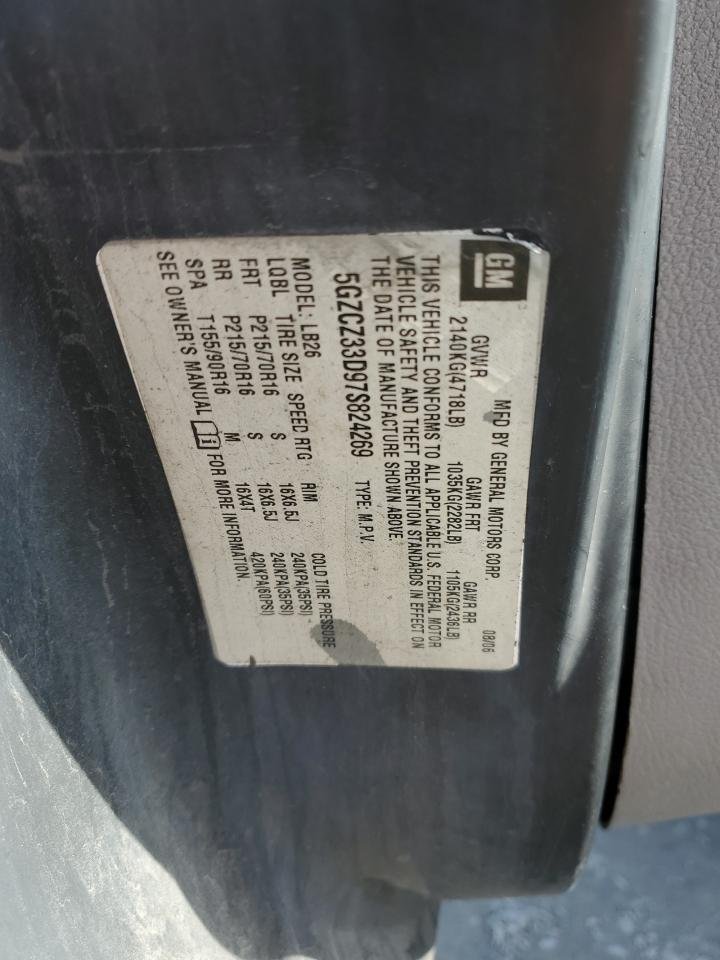 GM
MFD BY GENERAL MOTORS CORP. 08/06
GVWR GAWR FRT GAWR RR
2140KG(4718LB) 1035KG(2282LB) 1105KG(2436LB)
THIS VEHICLE CONFORMS TO ALL APPLICABLE U.S. FEDERAL MOTOR
VEHICLE SAFETY AND THEFT PREVENTION STANDARDS IN EFFECT ON
THE DATE OF MANUFACTURE SHOWN ABOVE.
5GZCZ33D97S824269 TYPE: M.P.V.
MODEL: LB26
LQBL TIRE SIZE SPEED RTG RIM COLD TIRE PRESSURE
FRT P215/70R16 S 16X6.5J 240KPA(35PSI)
RR P215/70R16 S 16X6.5J 240KPA(35PSI)
SPA T155/90R16 M 16X4T 420KPA(60PSI)
SEE OWNER'S MANUAL FOR MORE INFORMATION.